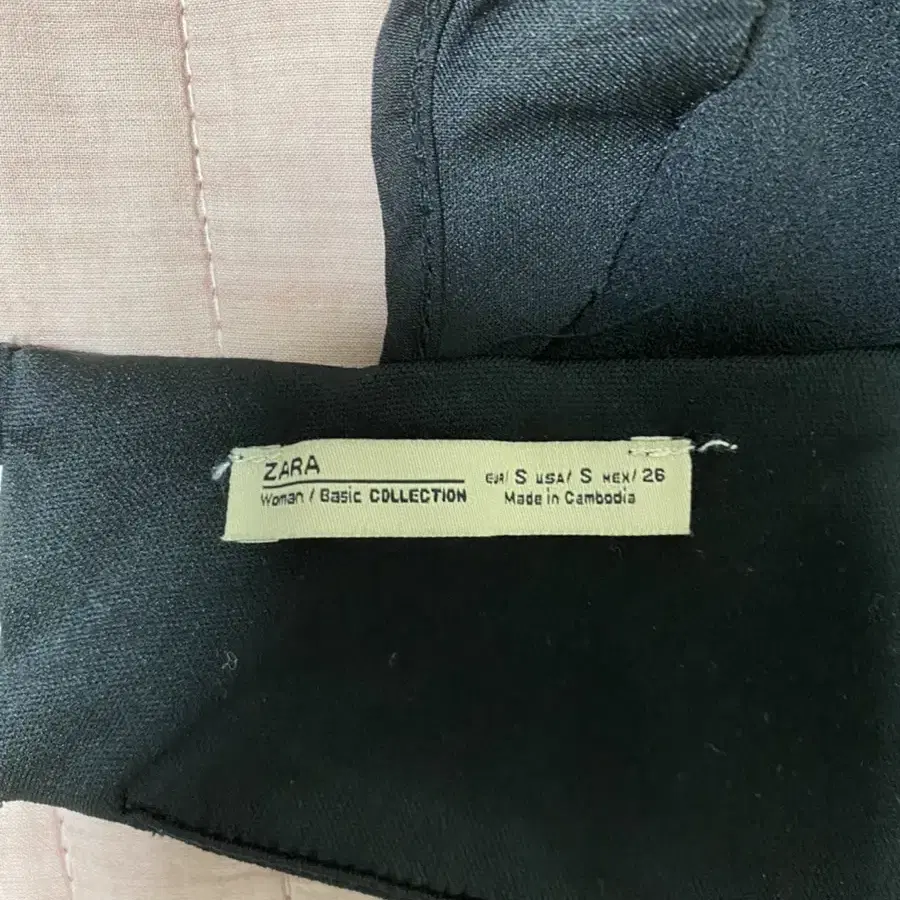 ZARA
Woman / Basic COLLECTION
EUR/ S USA/ S MEX/ 26
Made in Cambodia